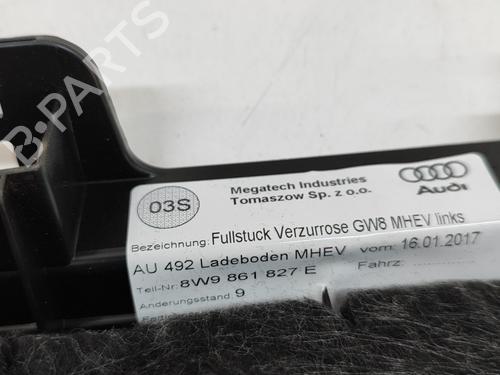 B-PARTS
03S
Megatech Industries
Tomaszow Sp. z o.o.
Audi
Bezeichnung: Fullstuck Verzurrose GW8 MHEV links
AU 492 Ladeboden MHEV vom: 16.01.2017
Teil-Nr: 8W9 861 827 E Fahrz:
Änderungsstand: 9